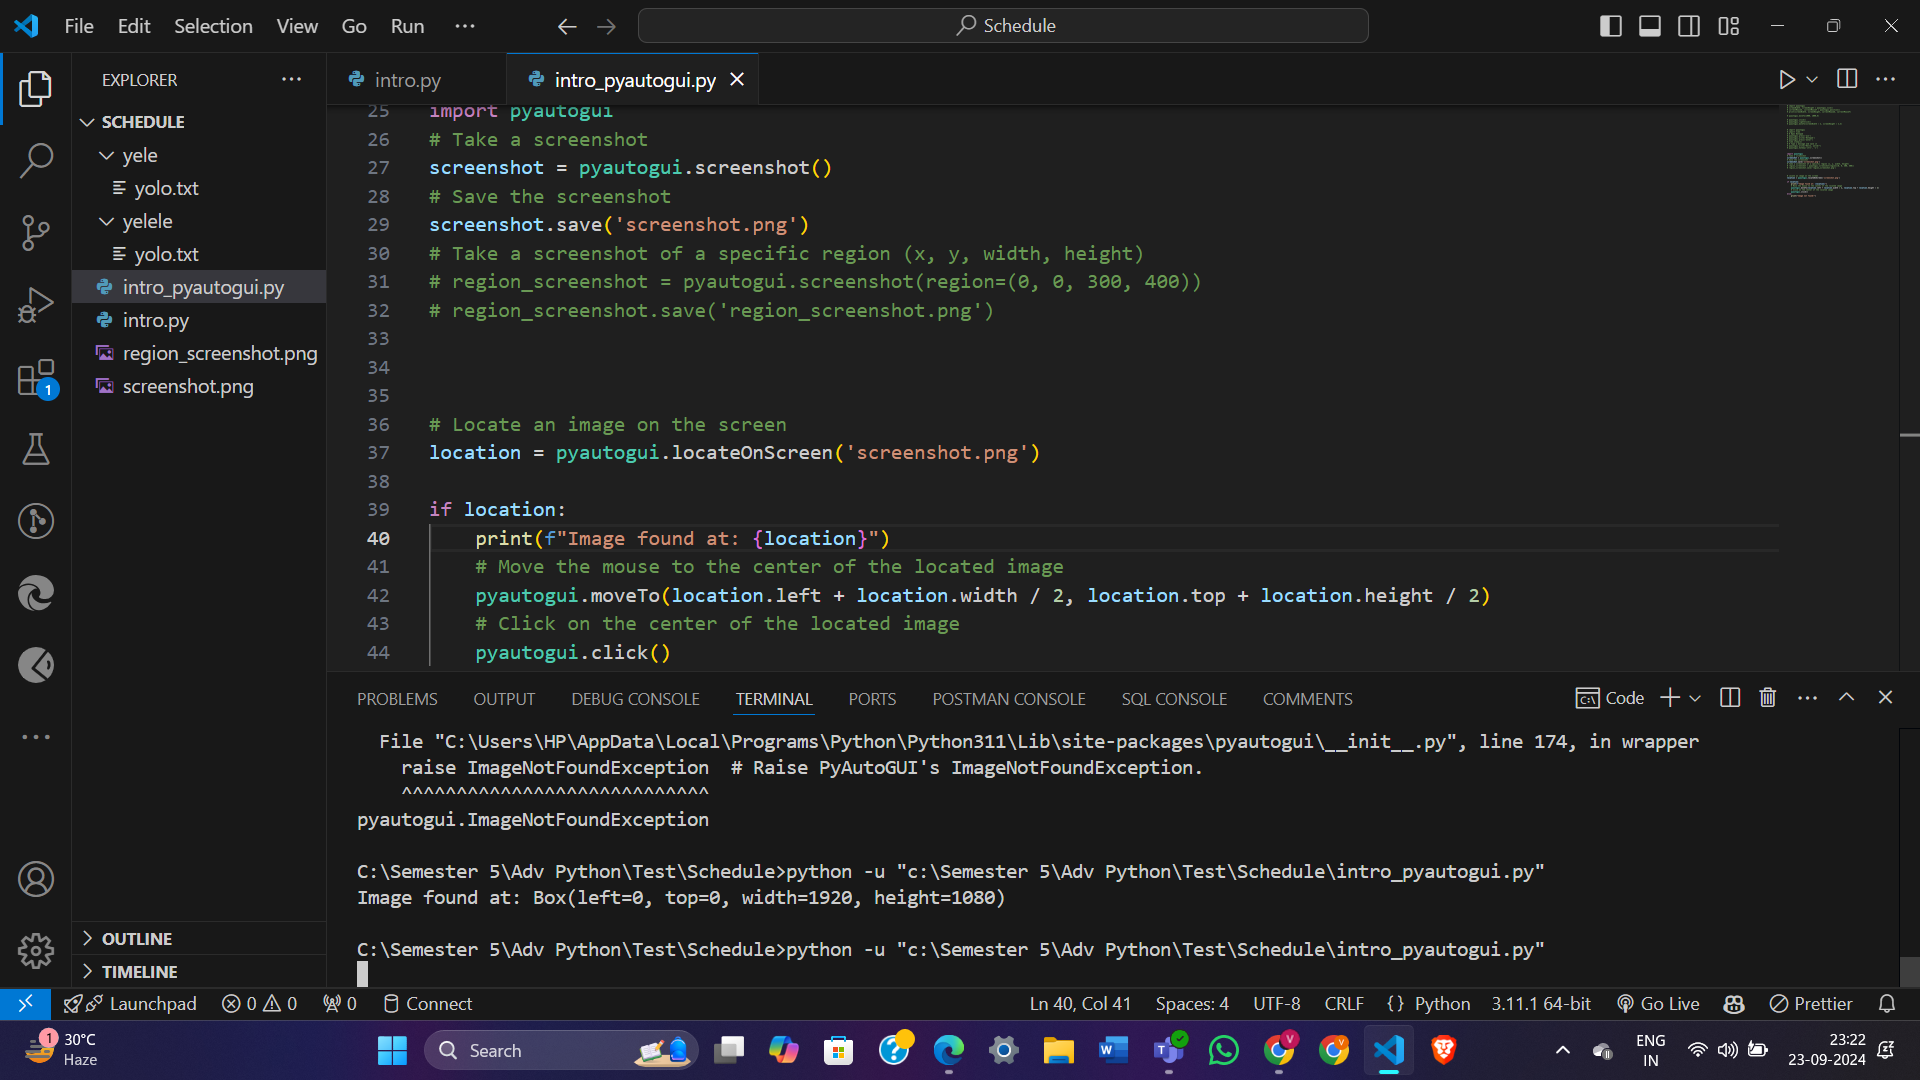 File Edit Selection View Go Run ··· Schedule
EXPLORER ···
SCHEDULE
yele
yolo.txt
yelele
yolo.txt
intro_pyautogui.py
intro.py
region_screenshot.png
screenshot.png
OUTLINE
TIMELINE
1
intro.py intro_pyautogui.py
25 import pyautogui
26 # Take a screenshot
27 screenshot = pyautogui.screenshot()
28 # Save the screenshot
29 screenshot.save('screenshot.png')
30 # Take a screenshot of a specific region (x, y, width, height)
31 # region_screenshot = pyautogui.screenshot(region=(0, 0, 300, 400))
32 # region_screenshot.save('region_screenshot.png')
33
34
35
36 # Locate an image on the screen
37 location = pyautogui.locateOnScreen('screenshot.png')
38
39 if location:
40     print(f"Image found at: {location}")
41     # Move the mouse to the center of the located image
42     pyautogui.moveTo(location.left + location.width / 2, location.top + location.height / 2)
43     # Click on the center of the located image
44     pyautogui.click()
PROBLEMS OUTPUT DEBUG CONSOLE TERMINAL PORTS POSTMAN CONSOLE SQL CONSOLE COMMENTS Code
File "C:\Users\HP\AppData\Local\Programs\Python\Python311\Lib\site-packages\pyautogui\__init__.py", line 174, in wrapper
raise ImageNotFoundException # Raise PyAutoGUI's ImageNotFoundException.
^^^^^^^^^^^^^^^^^^^^^^^^^^^^
pyautogui.ImageNotFoundException
C:\Semester 5\Adv Python\Test\Schedule>python -u "c:\Semester 5\Adv Python\Test\Schedule\intro_pyautogui.py"
Image found at: Box(left=0, top=0, width=1920, height=1080)
C:\Semester 5\Adv Python\Test\Schedule>python -u "c:\Semester 5\Adv Python\Test\Schedule\intro_pyautogui.py"
Launchpad 0 0 0 Connect Ln 40, Col 41 Spaces: 4 UTF-8 CRLF {} Python 3.11.1 64-bit Go Live Prettier
1 30°C
Haze
Search
ENG
IN
23:22
23-09-2024